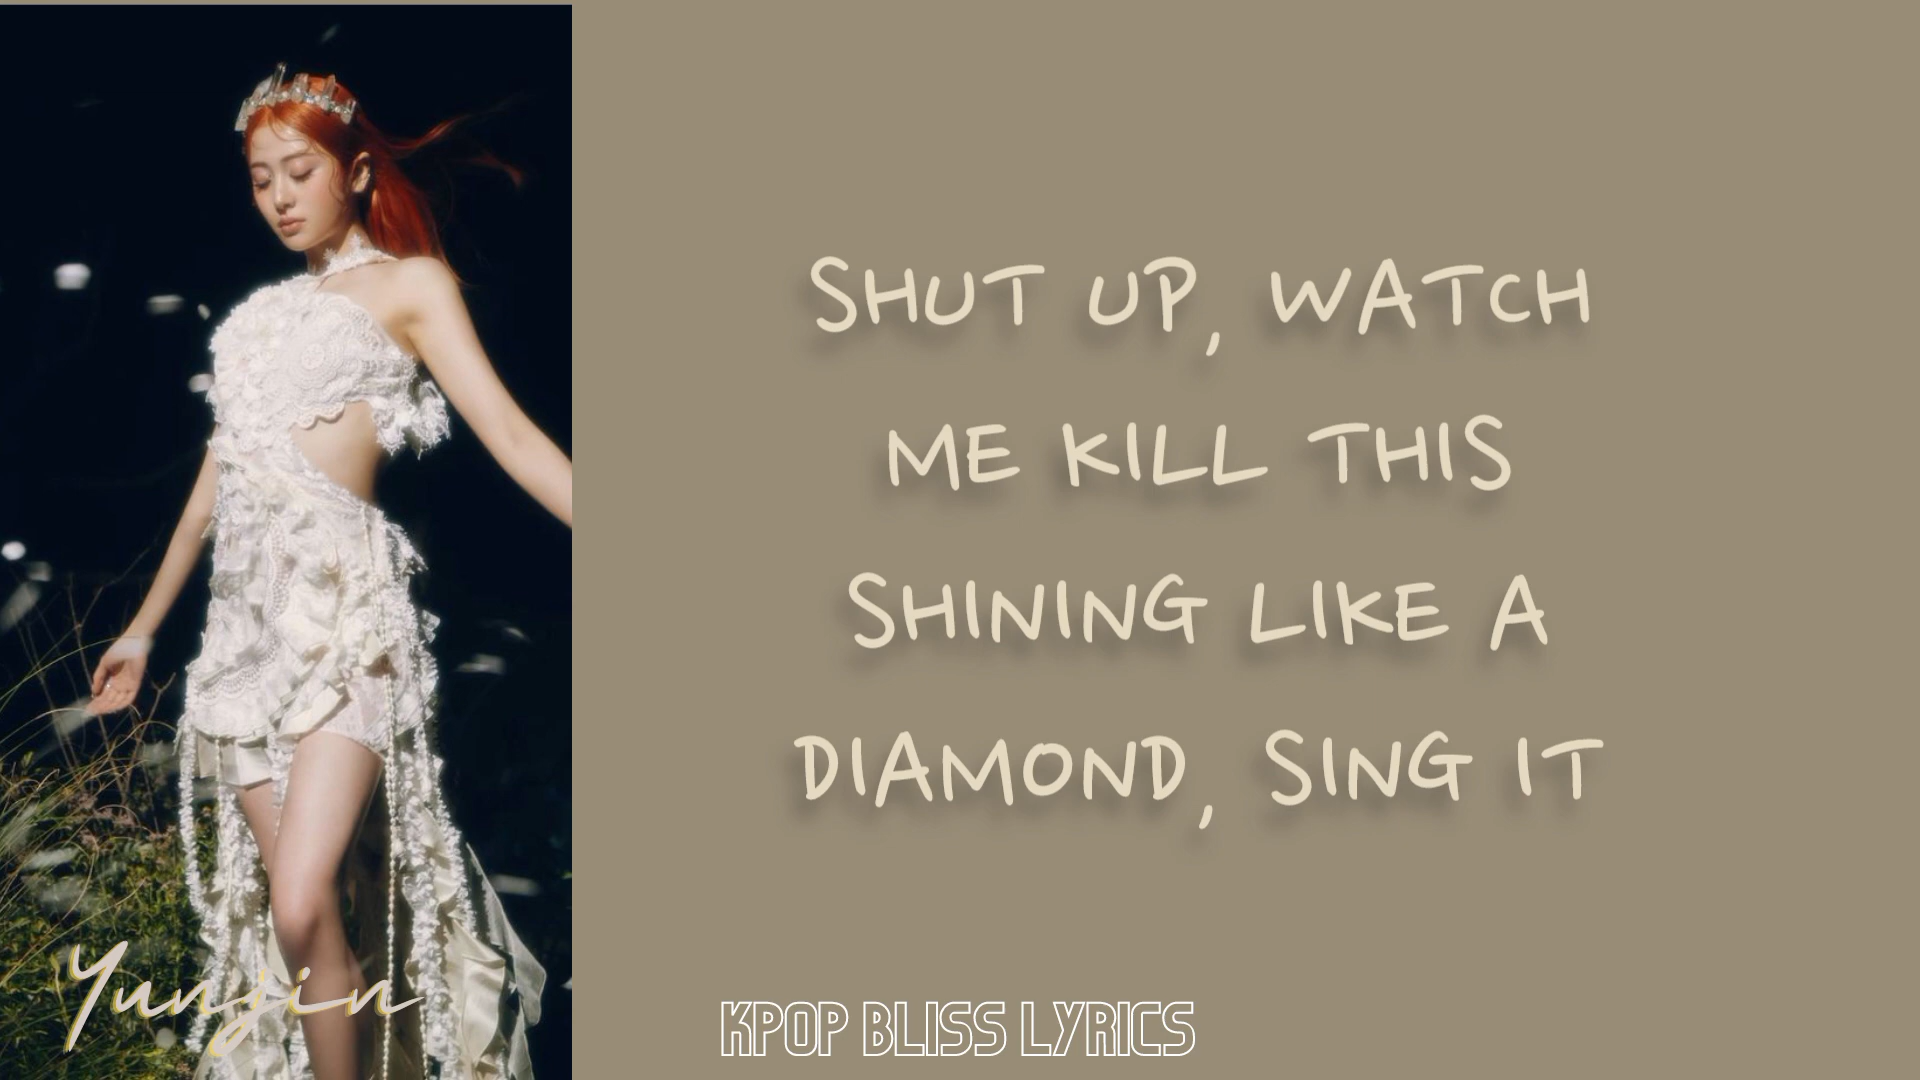 SHUT UP, WATCH
ME KILL THIS
SHINING LIKE A
DIAMOND, SING IT
Yunjin
KPOP BLISS LYRICS